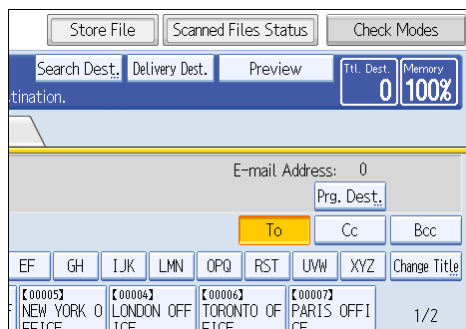 Store File Scanned Files Status Check Modes
Search Dest. Delivery Dest. Preview Ttl. Dest. Memory
tination. 0 100%
E-mail Address: 0
Prg. Dest.
To Cc Bcc
EF GH IJK LMN OPQ RST UVW XYZ Change Title
【00005】 【00004】 【00006】 【00007】
NEW YORK O LONDON OFF TORONTO OF PARIS OFFI 1/2
FFICE ICE FICE CE